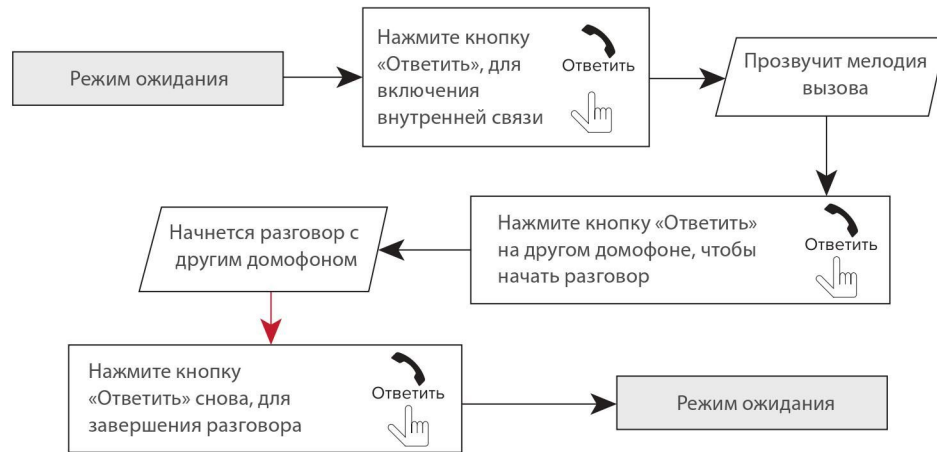 Режим ожидания
Нажмите кнопку
«Ответить», для
включения
внутренней связи
Ответить
Прозвучит мелодия
вызова
Начнется разговор с
другим домофоном
Нажмите кнопку «Ответить»
на другом домофоне, чтобы
начать разговор
Ответить
Нажмите кнопку
«Ответить» снова, для
завершения разговора
Ответить
Режим ожидания